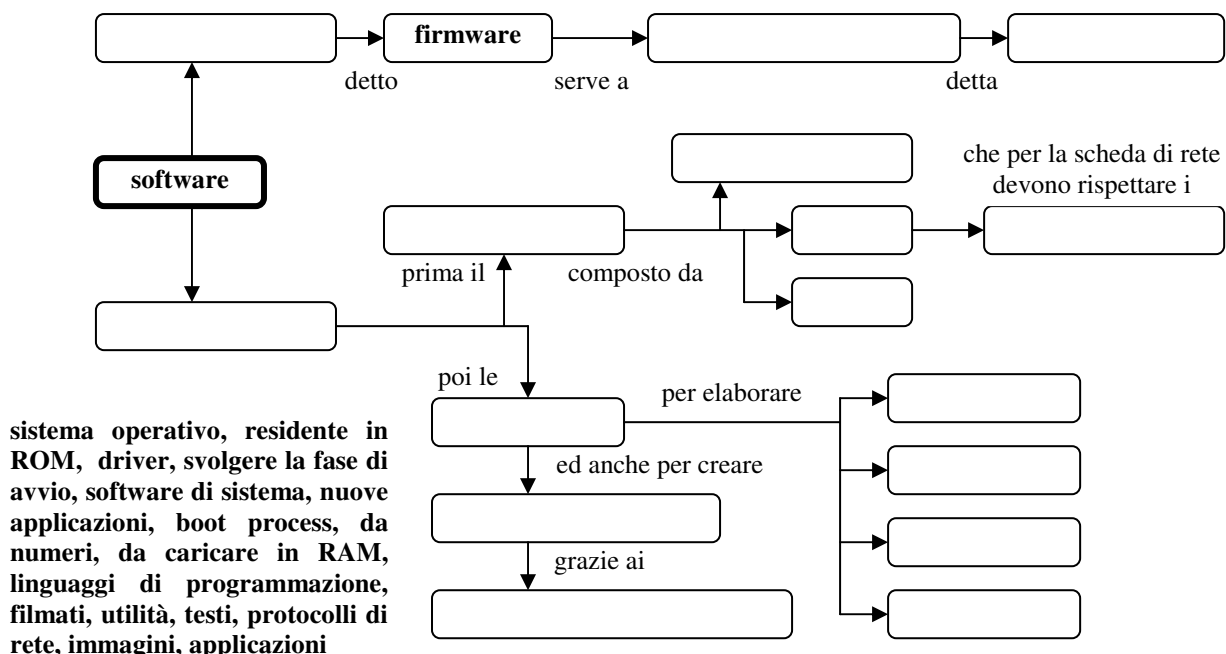 firmware
detto
serve a
detta
software
che per la scheda di rete
devono rispettare i
prima il
composto da
poi le
per elaborare
ed anche per creare
grazie ai
sistema operativo, residente in
ROM, driver, svolgere la fase di
avvio, software di sistema, nuove
applicazioni, boot process, da
numeri, da caricare in RAM,
linguaggi di programmazione,
filmati, utilità, testi, protocolli di
rete, immagini, applicazioni